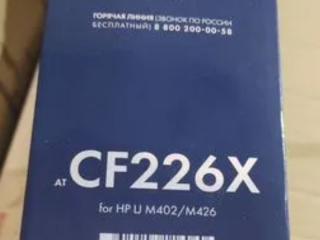 ГОРЯЧАЯ ЛИНИЯ (ЗВОНОК ПО РОССИИ
БЕСПЛАТНЫЙ) 8 800 200-00-58
AT CF226X
for HP LJ M402/M426